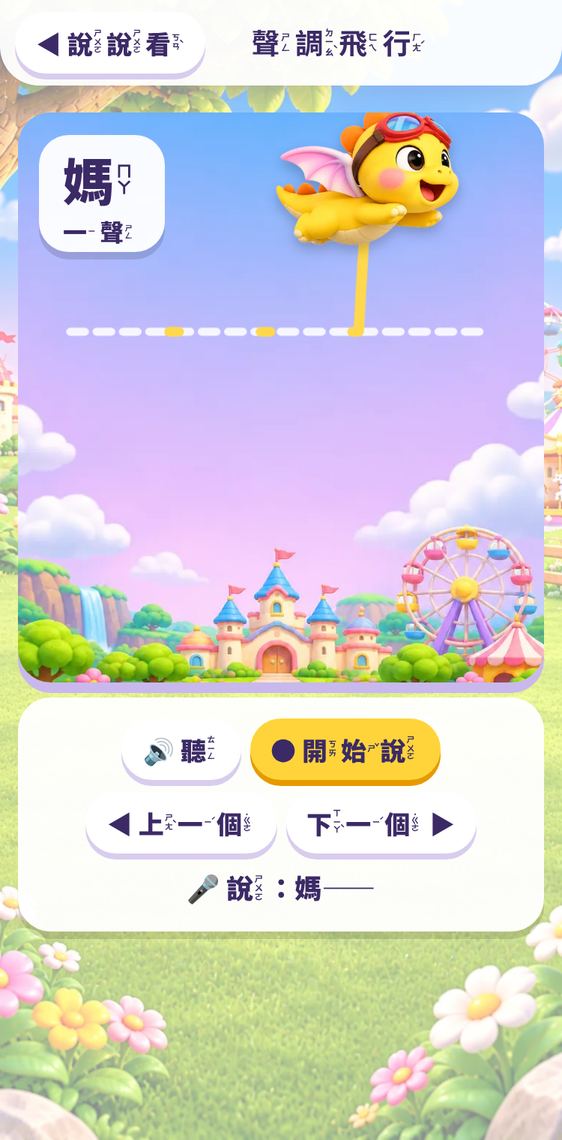 ◀ 說ㄕㄨㄛ說ㄕㄨㄛ看ㄎㄢˋ
聲ㄕㄥ調ㄉㄧㄠˋ飛ㄈㄟ行ㄏㄤˊ
媽ㄇㄚ
一ㄧ聲ㄕㄥ
🔊 聽ㄊㄧㄥ
● 開ㄎㄞ始ㄕˇ說ㄕㄨㄛ
◀ 上ㄕㄤˋ一ㄧˊ個˙ㄍㄜ
下ㄒㄧㄚˋ一ㄧˊ個˙ㄍㄜ ▶
🎤 說ㄕㄨㄛ：媽——